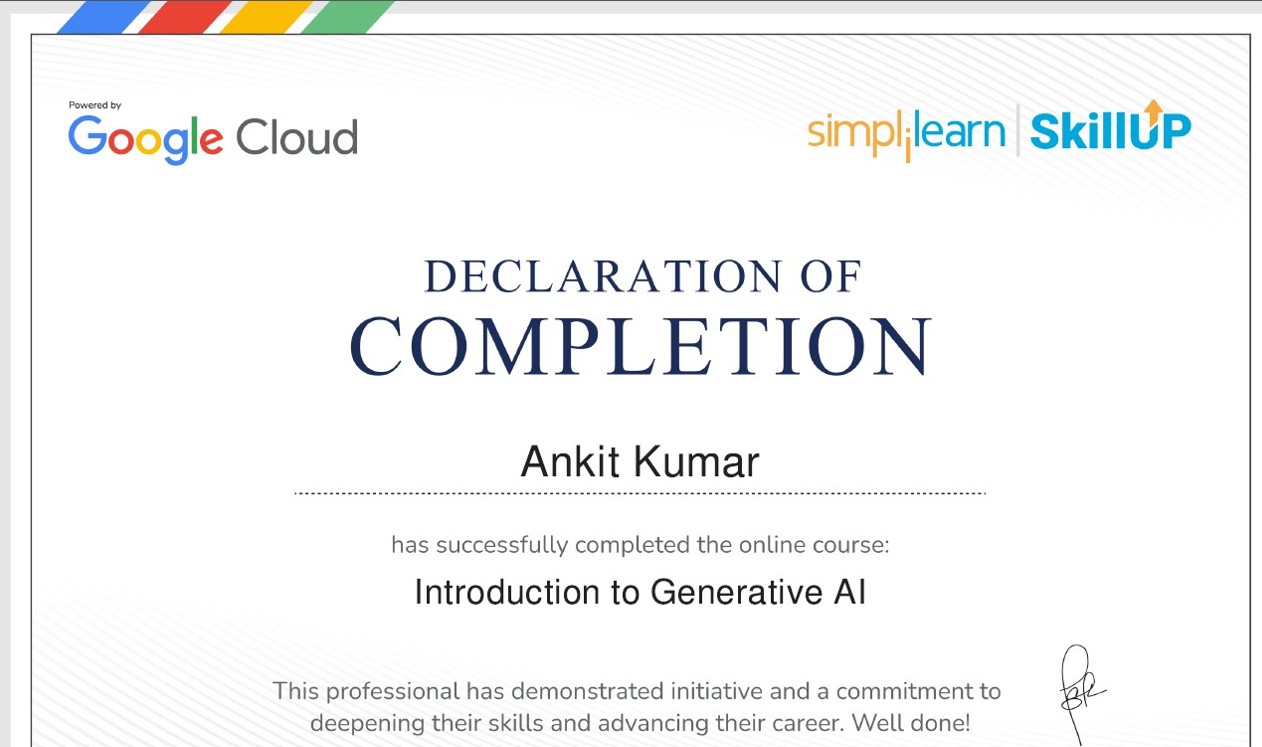 Powered by
Google Cloud
simplilearn | SkillUP
DECLARATION OF
COMPLETION
Ankit Kumar
has successfully completed the online course:
Introduction to Generative AI
This professional has demonstrated initiative and a commitment to
deepening their skills and advancing their career. Well done!